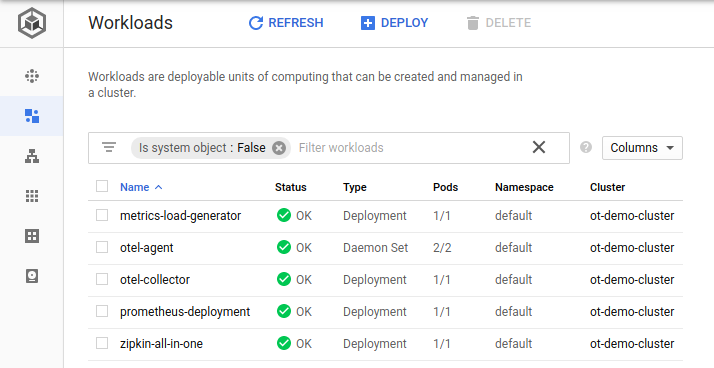 Workloads REFRESH DEPLOY DELETE
Workloads are deployable units of computing that can be created and managed in
a cluster.
Is system object : False Filter workloads Columns
Name Status Type Pods Namespace Cluster
metrics-load-generator OK Deployment 1/1 default ot-demo-cluster
otel-agent OK Daemon Set 2/2 default ot-demo-cluster
otel-collector OK Deployment 1/1 default ot-demo-cluster
prometheus-deployment OK Deployment 1/1 default ot-demo-cluster
zipkin-all-in-one OK Deployment 1/1 default ot-demo-cluster